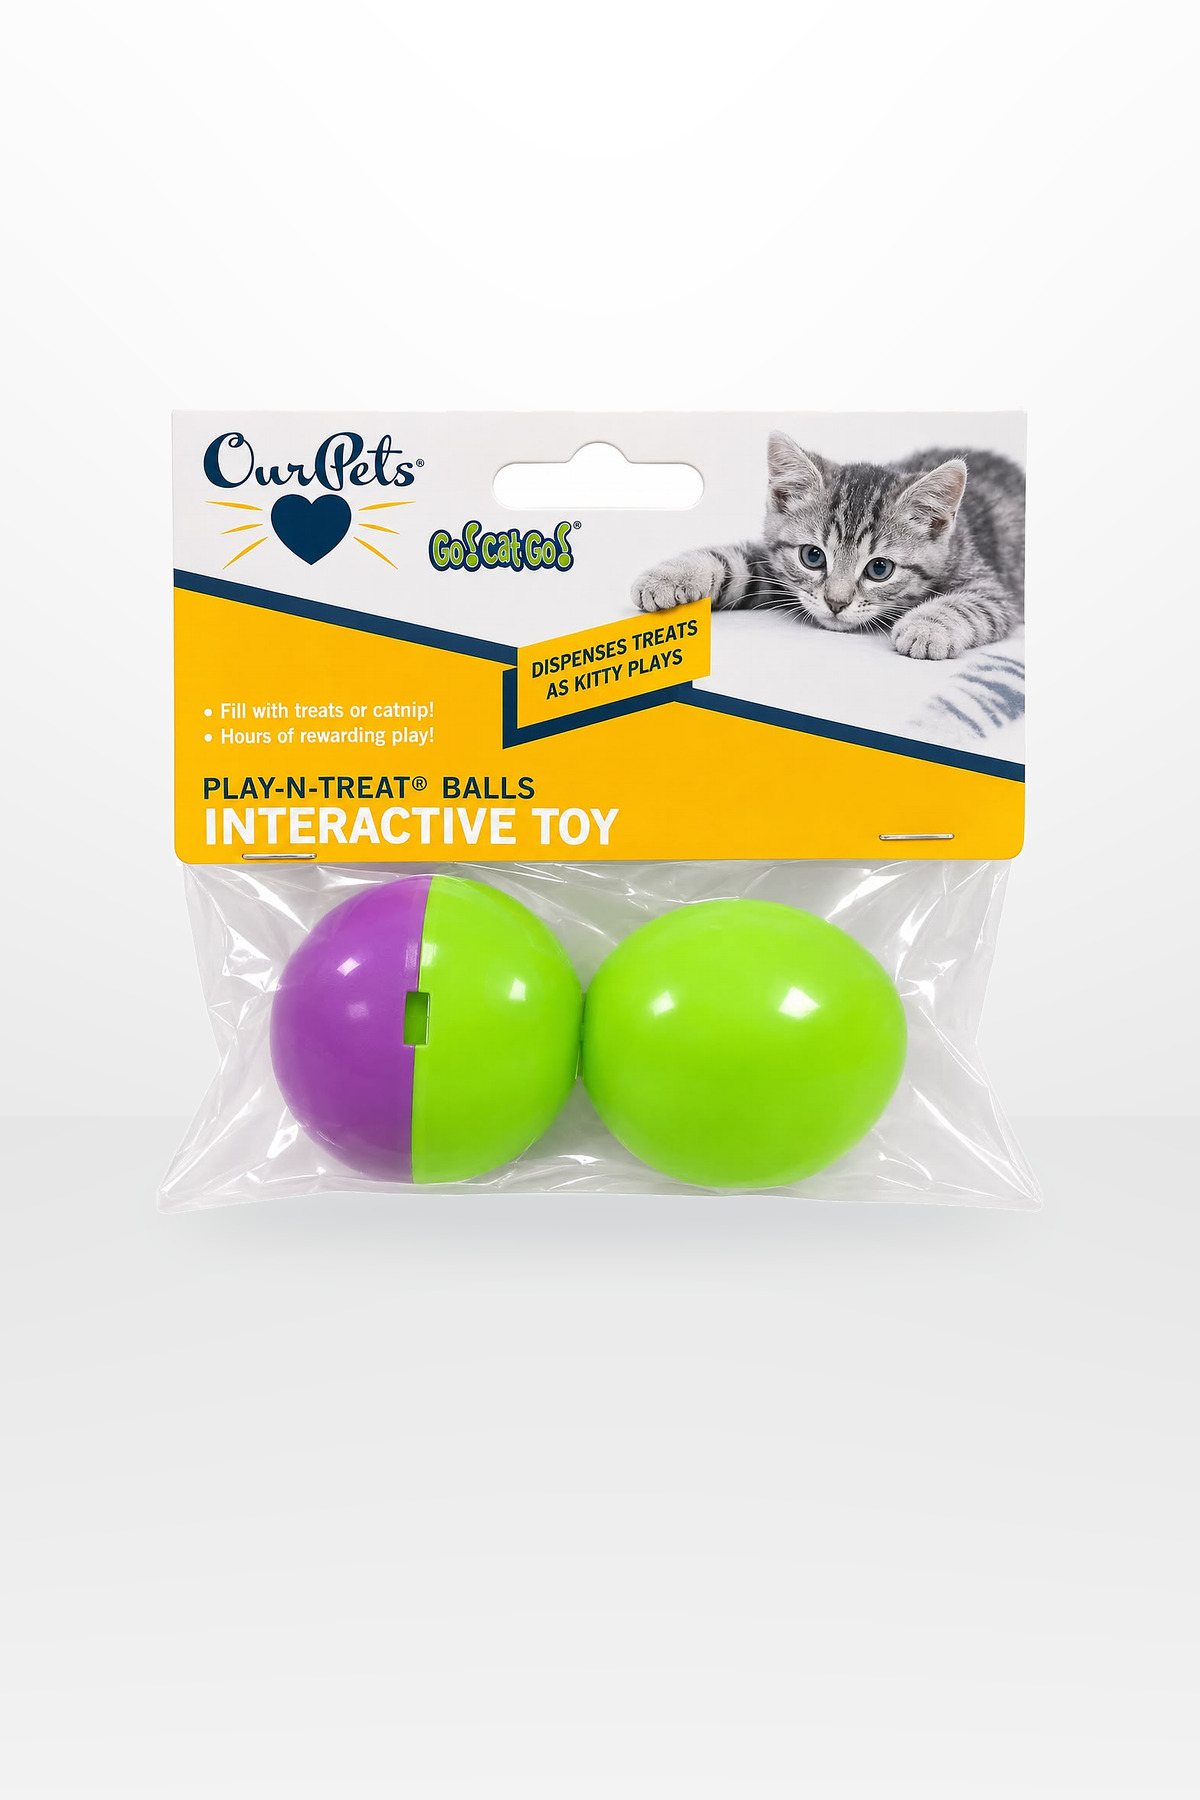 OurPets®
Go! Cat Go!®
DISPENSES TREATS
AS KITTY PLAYS
• Fill with treats or catnip!
• Hours of rewarding play!
PLAY-N-TREAT® BALLS
INTERACTIVE TOY